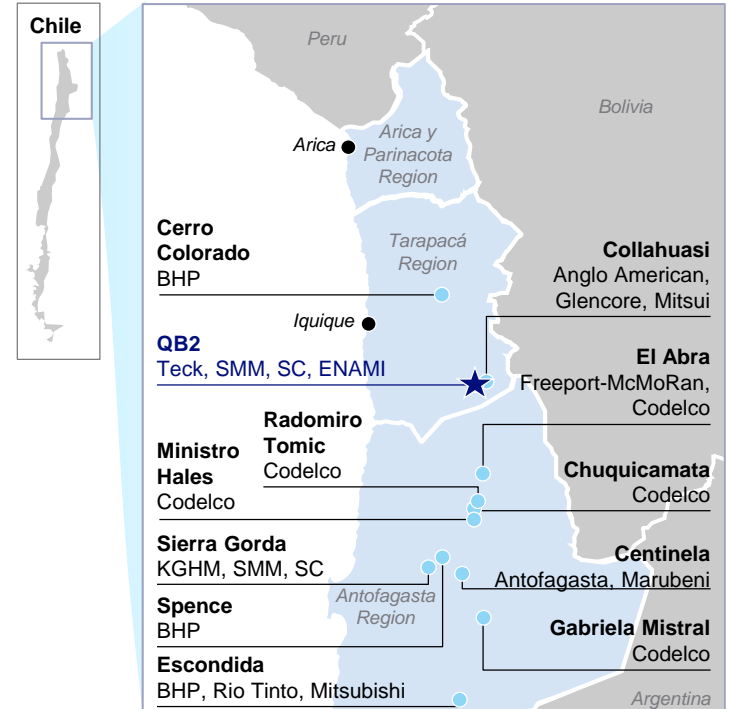 Chile
Peru
Bolivia
Arica
Arica y
Parinacota
Region
Cerro
Colorado
BHP
Tarapacá
Region
Collahuasi
Anglo American,
Glencore, Mitsui
Iquique
QB2
Teck, SMM, SC, ENAMI
El Abra
Freeport-McMoRan,
Codelco
Radomiro
Tomic
Codelco
Ministro
Hales
Codelco
Chuquicamata
Codelco
Sierra Gorda
KGHM, SMM, SC
Centinela
Antofagasta, Marubeni
Antofagasta
Region
Spence
BHP
Gabriela Mistral
Codelco
Escondida
BHP, Rio Tinto, Mitsubishi
Argentina